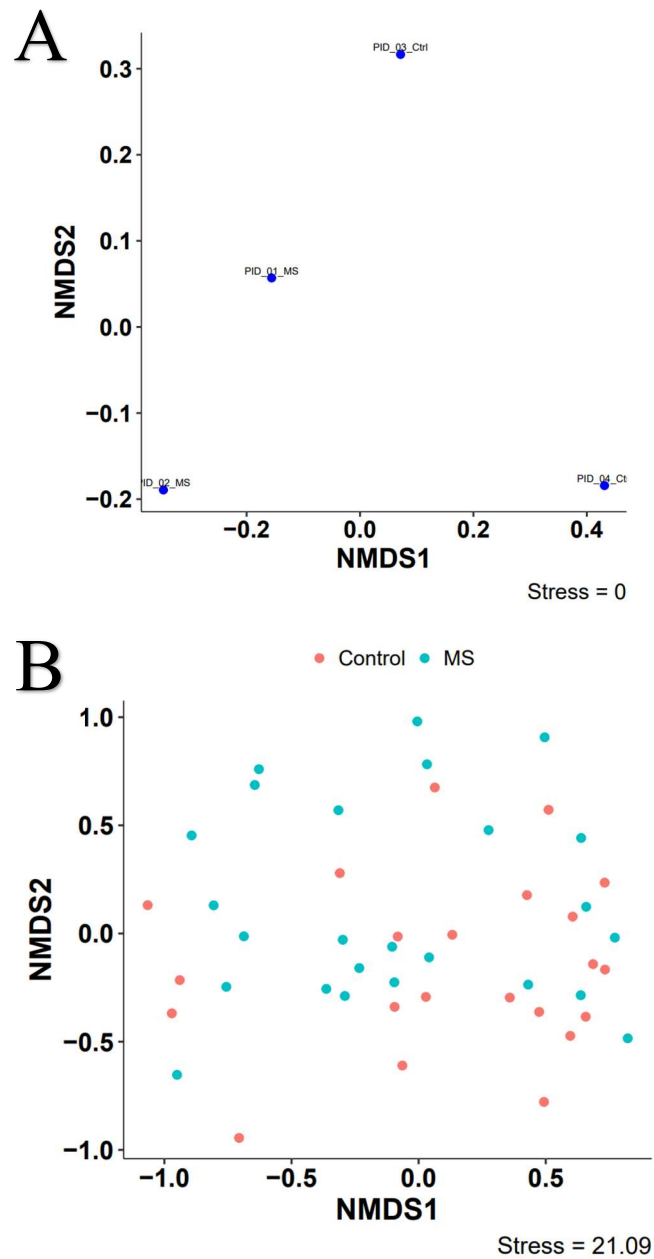 A
PID_03_Ctrl
0.3
0.2
PID_01_MS
0.1
0.0
−0.1
PID_02_MS
PID_04_Ct
−0.2
NMDS2
−0.2 0.0 0.2 0.4
NMDS1
Stress = 0
B
Control MS
1.0
0.5
0.0
−0.5
−1.0
NMDS2
−1.0 −0.5 0.0 0.5
NMDS1
Stress = 21.09